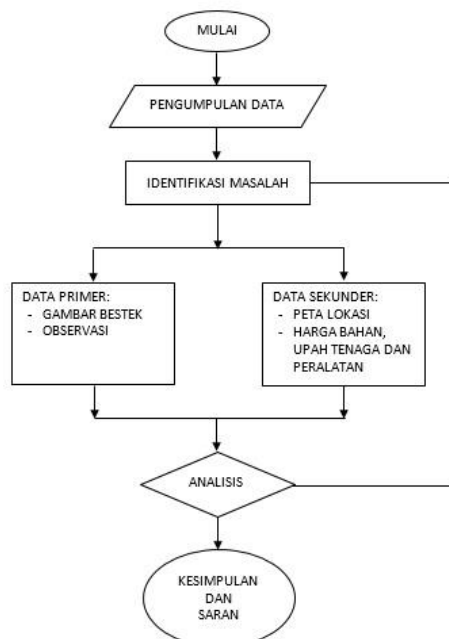 MULAI
PENGUMPULAN DATA
IDENTIFIKASI MASALAH
DATA PRIMER:
- GAMBAR BESTEK
- OBSERVASI
DATA SEKUNDER:
- PETA LOKASI
- HARGA BAHAN,
UPAH TENAGA DAN
PERALATAN
ANALISIS
KESIMPULAN
DAN
SARAN